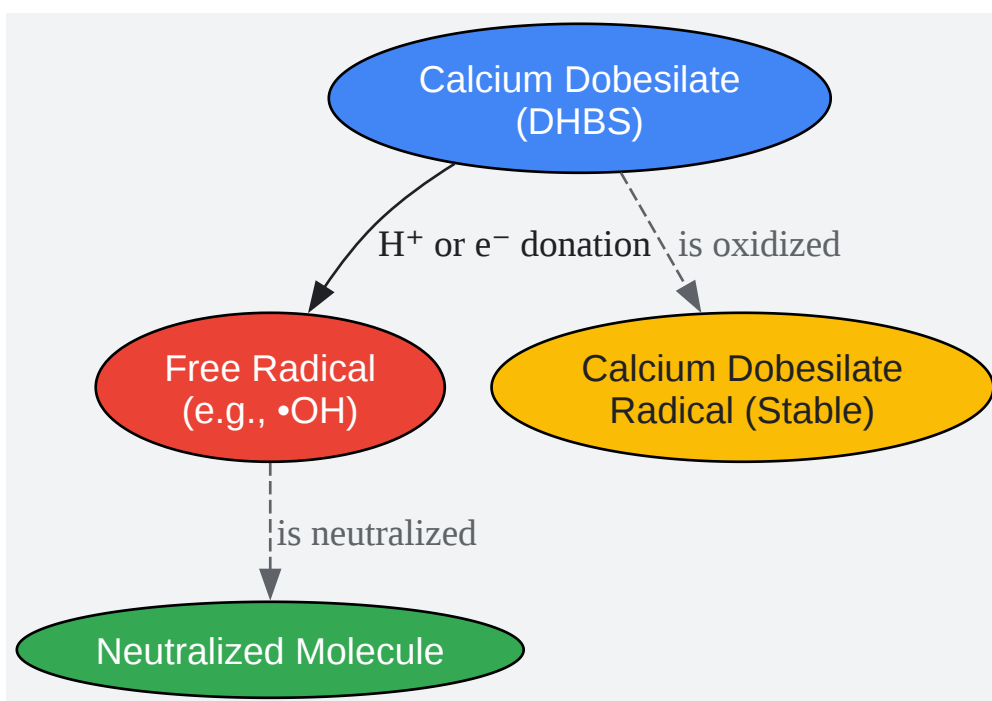 Calcium Dobesilate
(DHBS)
H⁺ or e⁻ donation
is oxidized
Free Radical
(e.g., •OH)
Calcium Dobesilate
Radical (Stable)
is neutralized
Neutralized Molecule